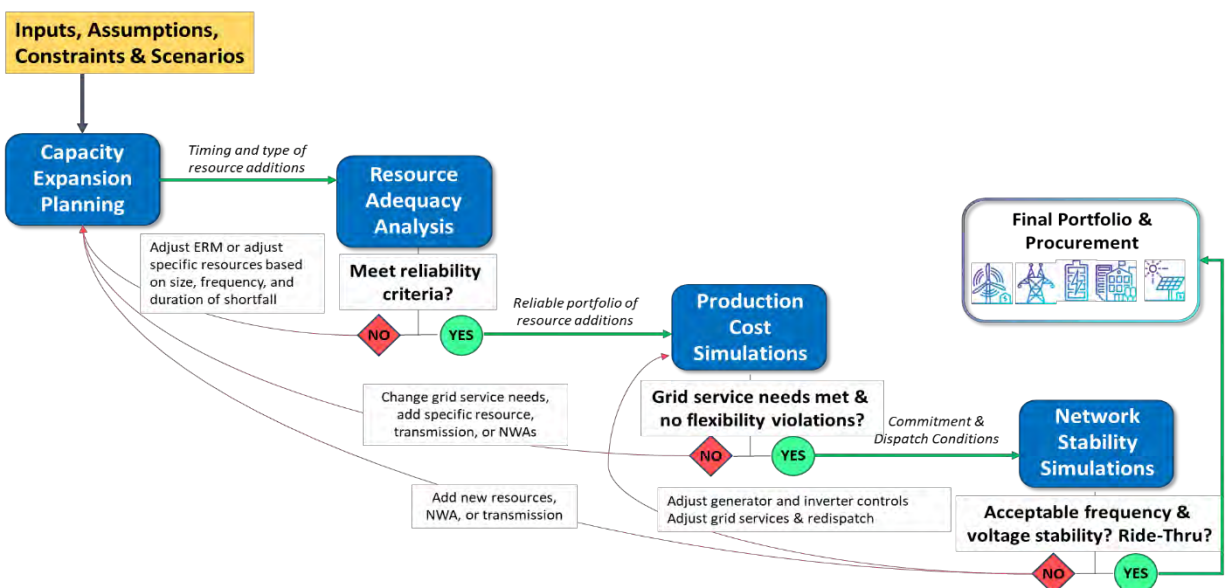 Inputs, Assumptions,
Constraints & Scenarios
Capacity
Expansion
Planning
Timing and type of
resource additions
Resource
Adequacy
Analysis
Adjust ERM or adjust
specific resources based
on size, frequency, and
duration of shortfall
Meet reliability
criteria?
NO
YES
Reliable portfolio of
resource additions
Production
Cost
Simulations
Final Portfolio &
Procurement
Change grid service needs,
add specific resource,
transmission, or NWAs
Grid service needs met &
no flexibility violations?
NO
YES
Commitment &
Dispatch Conditions
Network
Stability
Simulations
Add new resources,
NWA, or transmission
Adjust generator and inverter controls
Adjust grid services & redispatch
Acceptable frequency &
voltage stability? Ride-Thru?
NO
YES